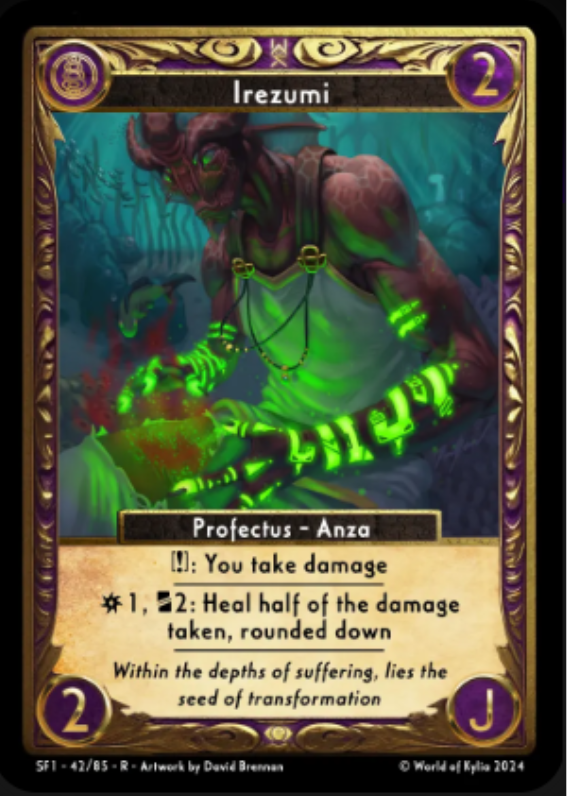 2
Irezumi
Profectus - Anza
[!]: You take damage
1, 2: Heal half of the damage
taken, rounded down
Within the depths of suffering, lies the
seed of transformation
2
J
SF1 - 42/85 - R - Artwork by David Brennan
© World of Kylia 2024